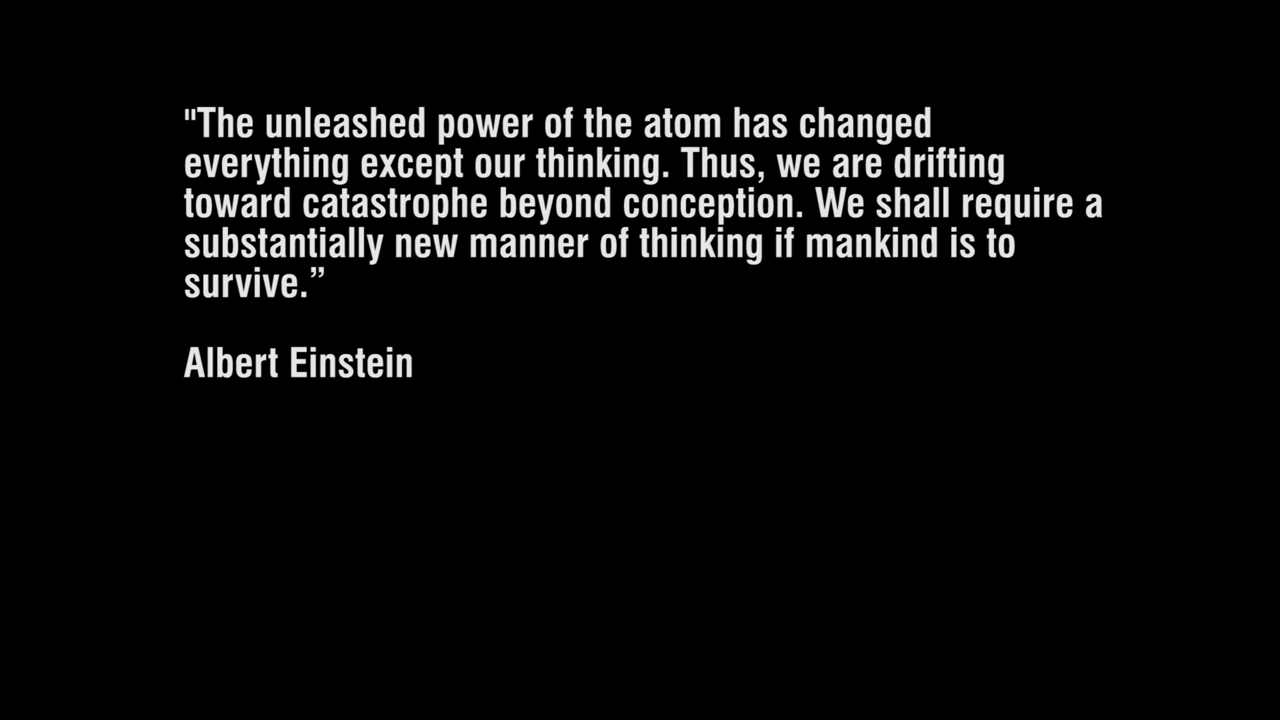 "The unleashed power of the atom has changed
everything except our thinking. Thus, we are drifting
toward catastrophe beyond conception. We shall require a
substantially new manner of thinking if mankind is to
survive.”
Albert Einstein